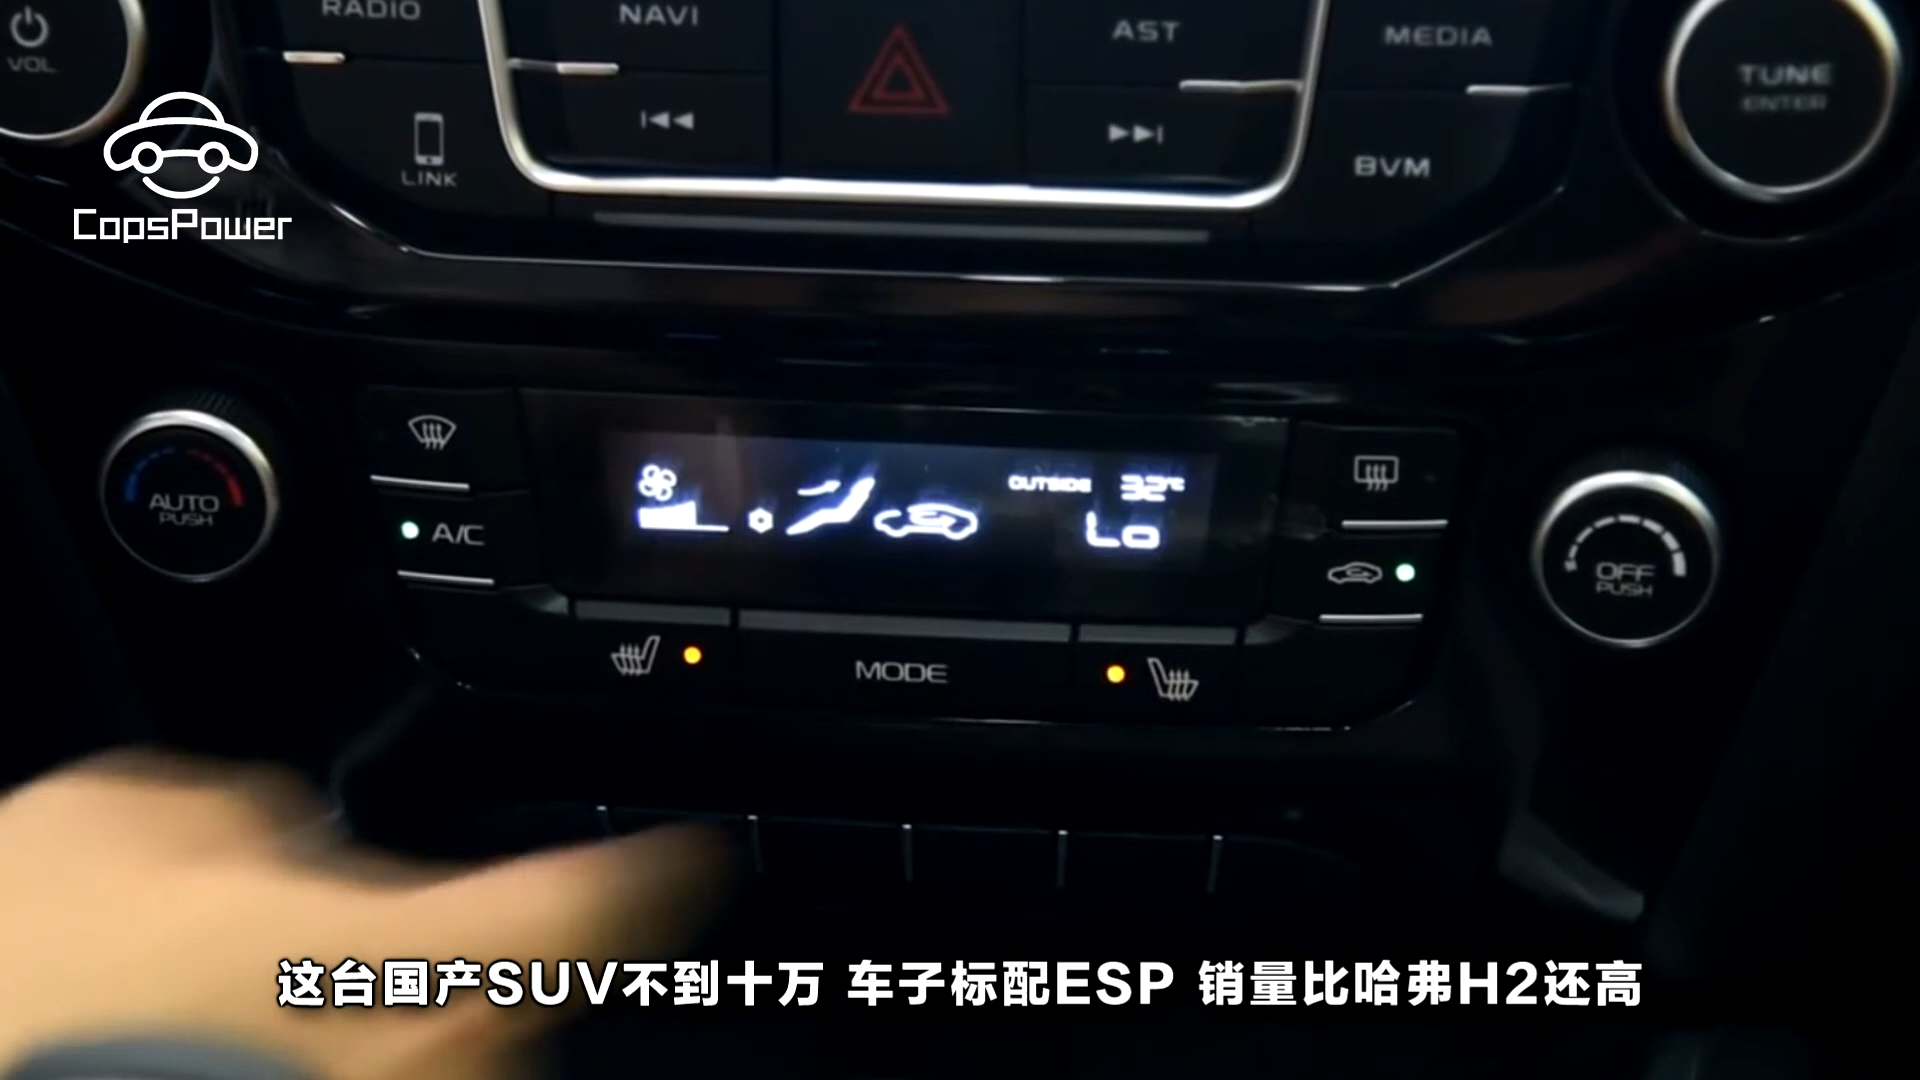 RADIO
NAVI
AST
MEDIA
VOL
TUNE
ENTER
LINK
BVM
CopsPower
OUTSIDE 32℃
Lo
AUTO
PUSH
A/C
OFF
PUSH
MODE
这台国产SUV不到十万 车子标配ESP 销量比哈弗H2还高